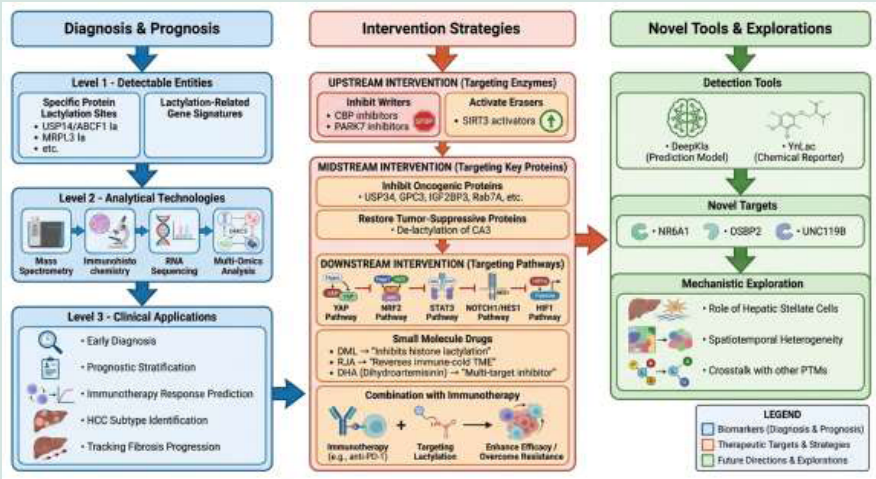 Diagnosis & Prognosis
Level 1 - Detectable Entities
Specific Protein
Lactylation Sites
• USP14/ABCF1 la
• MRPL3 la
• etc.
Lactylation-Related
Gene Signatures
Level 2 - Analytical Technologies
Mass
Spectrometry
Immunohisto
chemistry
RNA
Sequencing
Multi-Omics
Analysis
Level 3 - Clinical Applications
Early Diagnosis
Prognostic Stratification
Immunotherapy Response Prediction
HCC Subtype Identification
Tracking Fibrosis Progression
Intervention Strategies
UPSTREAM INTERVENTION (Targeting Enzymes)
Inhibit Writers
• CBP inhibitors
• PARK7 inhibitors
STOP
Activate Erasers
• SIRT3 activators
MIDSTREAM INTERVENTION (Targeting Key Proteins)
Inhibit Oncogenic Proteins
• USP34, GPC3, IGF2BP3, Rab7A, etc.
Restore Tumor-Suppressive Proteins
• De-lactylation of CA3
DOWNSTREAM INTERVENTION (Targeting Pathways)
YAP
Pathway
NRF2
Pathway
STAT3
Pathway
NOTCH1/HES1
Pathway
HIF1
Pathway
Small Molecule Drugs
• DML → "Inhibits histone lactylation"
• RJA → "Reverses immune-cold TME"
• DHA (Dihydroartemisinin) → "Multi-target inhibitor"
Combination with Immunotherapy
+
Immunotherapy
(e.g., anti-PD-1)
Targeting
Lactylation
Enhance Efficacy /
Overcome Resistance
Novel Tools & Explorations
Detection Tools
• DeepKla
(Prediction Model)
• YnLac
(Chemical Reporter)
Novel Targets
• NR6A1
• OSBP2
• UNC119B
Mechanistic Exploration
• Role of Hepatic Stellate Cells
• Spatiotemporal Heterogeneity
• Crosstalk with other PTMs
LEGEND
Biomarkers (Diagnosis & Prognosis)
Therapeutic Targets & Strategies
Future Directions & Explorations